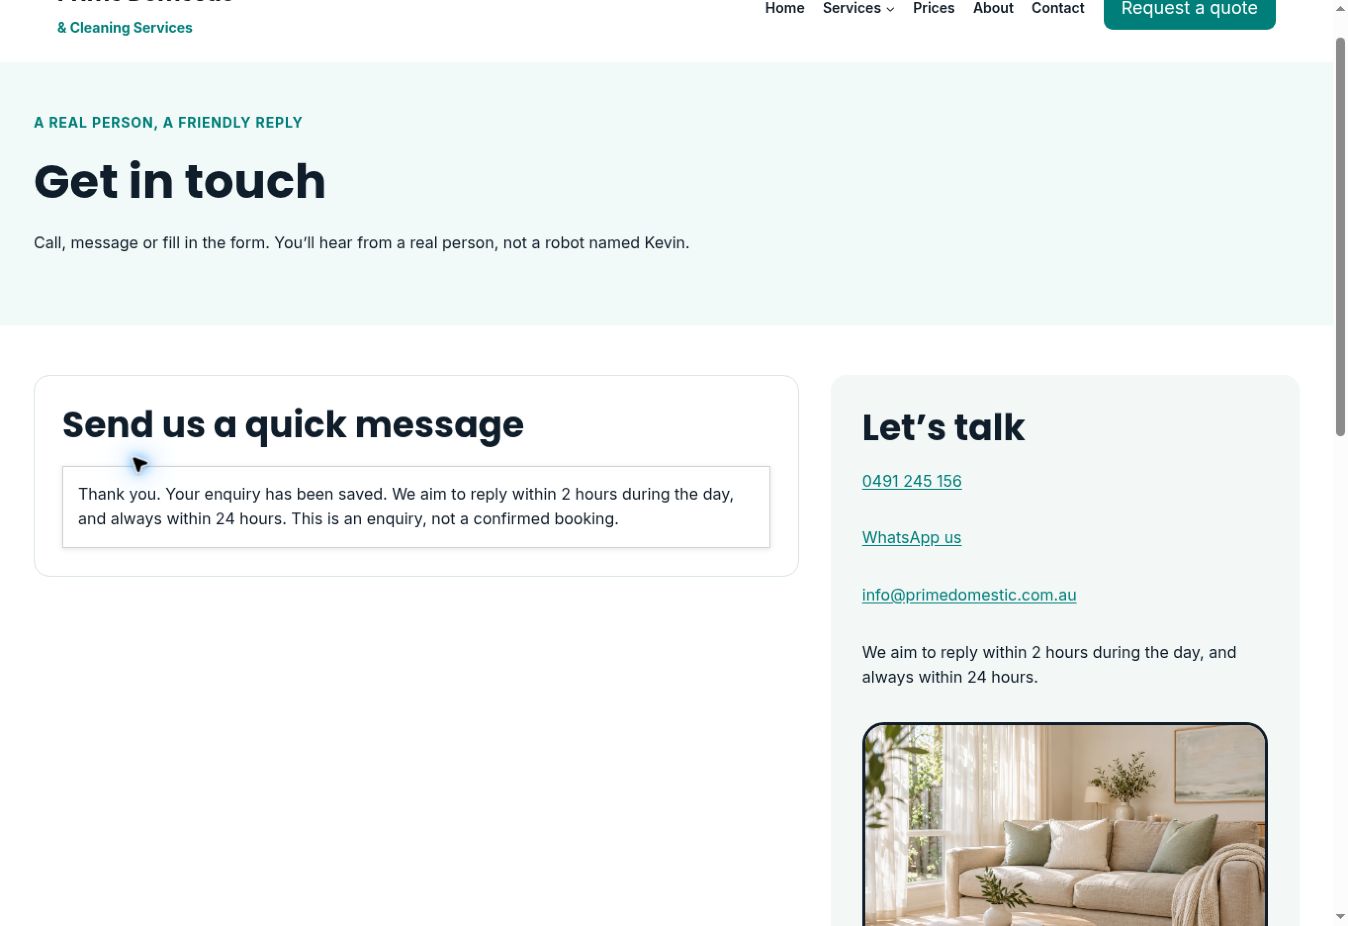 & Cleaning Services
Home
Services
Prices
About
Contact
Request a quote
A REAL PERSON, A FRIENDLY REPLY
Get in touch
Call, message or fill in the form. You’ll hear from a real person, not a robot named Kevin.
Send us a quick message
Thank you. Your enquiry has been saved. We aim to reply within 2 hours during the day,
and always within 24 hours. This is an enquiry, not a confirmed booking.
Let’s talk
0491 245 156
WhatsApp us
info@primedomestic.com.au
We aim to reply within 2 hours during the day, and
always within 24 hours.